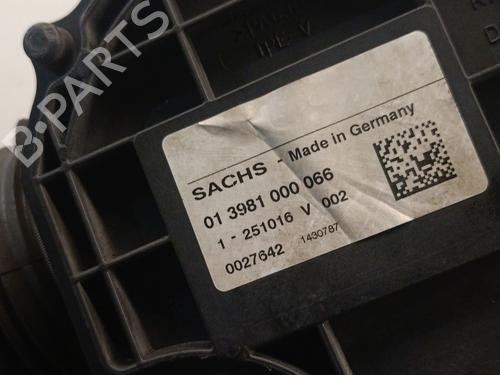 B-PARTS
SACHS - Made in Germany
01 3981 000 066
1 - 251016 V 002
0027642 1430787